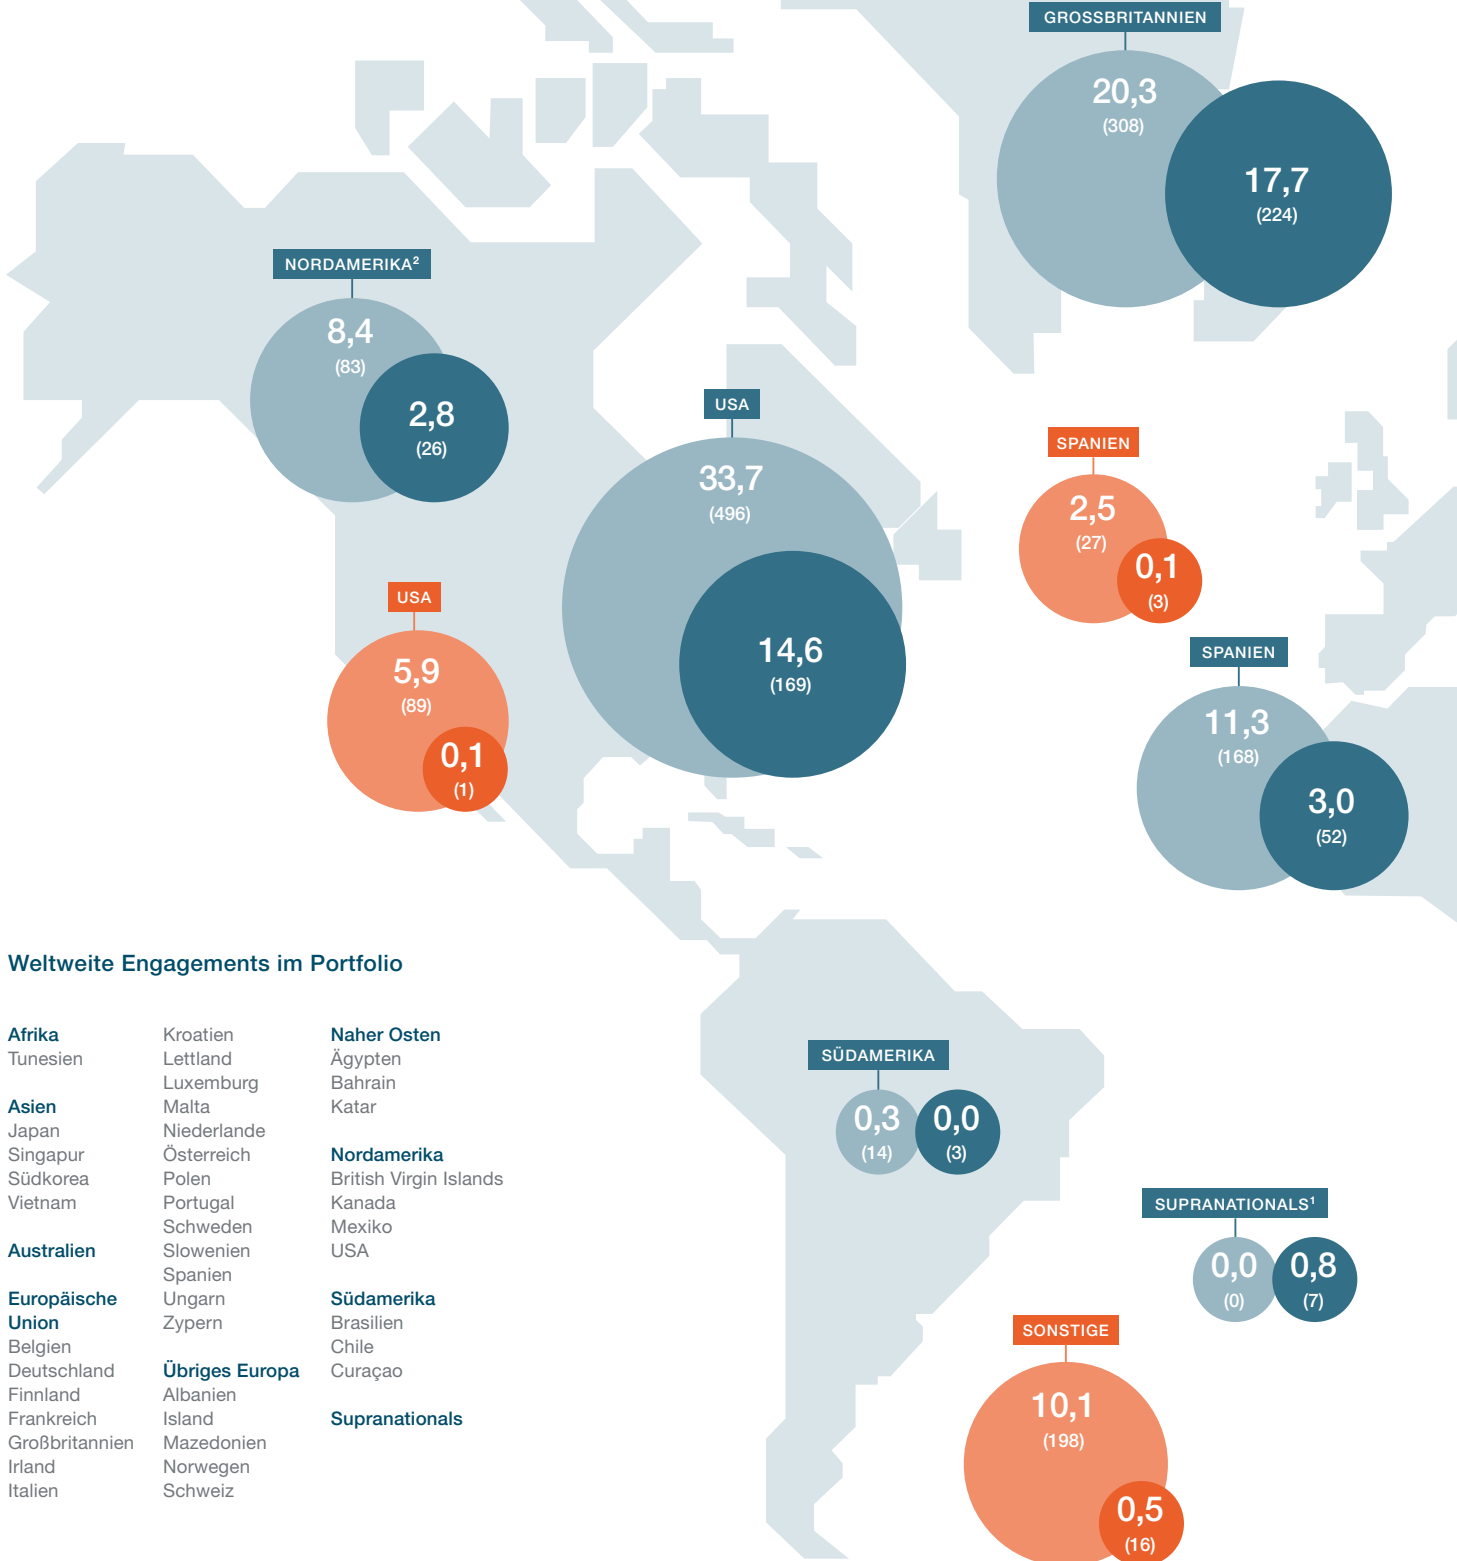 GROSSBRITANNIEN
20,3
(308)
17,7
(224)
NORDAMERIKA²
8,4
(83)
2,8
(26)
USA
33,7
(496)
14,6
(169)
SPANIEN
2,5
(27)
0,1
(3)
USA
5,9
(89)
0,1
(1)
SPANIEN
11,3
(168)
3,0
(52)
Weltweite Engagements im Portfolio
Afrika
Tunesien
Asien
Japan
Singapur
Südkorea
Vietnam
Australien
Europäische
Union
Belgien
Deutschland
Finnland
Frankreich
Großbritannien
Irland
Italien
Kroatien
Lettland
Luxemburg
Malta
Niederlande
Österreich
Polen
Portugal
Schweden
Slowenien
Spanien
Ungarn
Zypern
Übriges Europa
Albanien
Island
Mazedonien
Norwegen
Schweiz
Naher Osten
Ägypten
Bahrain
Katar
Nordamerika
British Virgin Islands
Kanada
Mexiko
USA
Südamerika
Brasilien
Chile
Curaçao
Supranationals
SÜDAMERIKA
0,3
(14)
0,0
(3)
SUPRANATIONALS¹
0,0
(0)
0,8
(7)
SONSTIGE
10,1
(198)
0,5
(16)